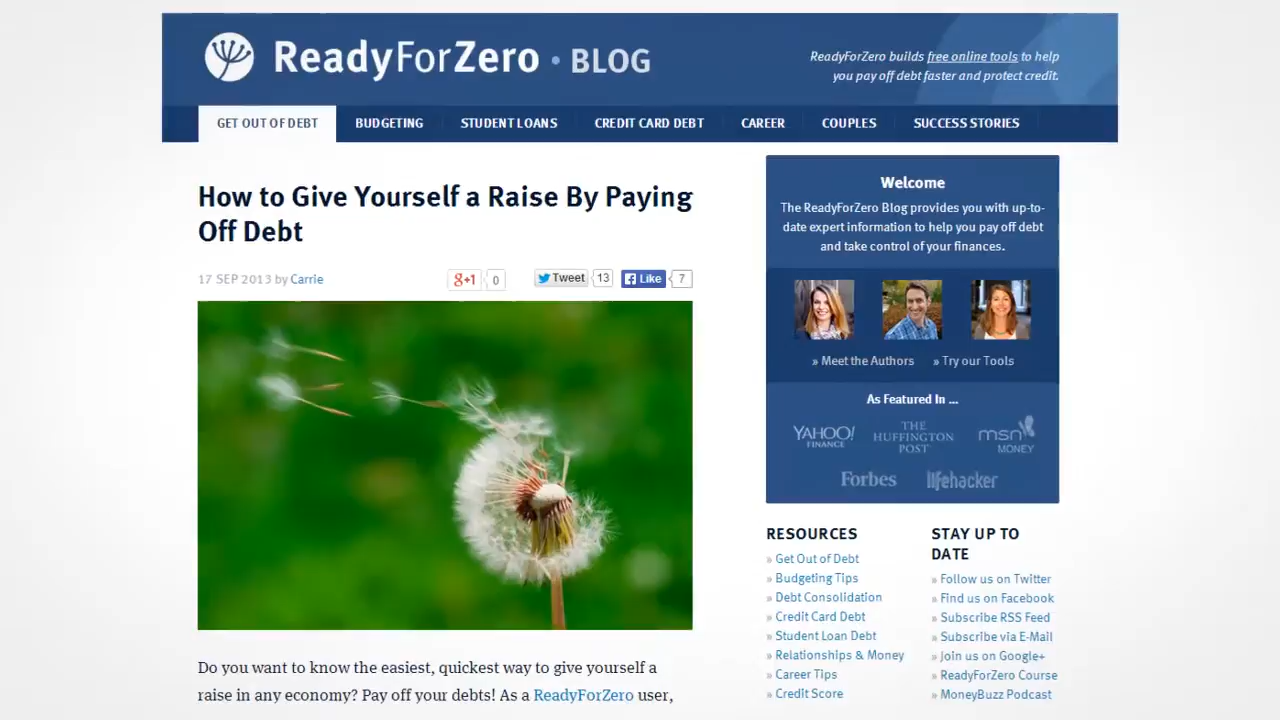 ReadyForZero • BLOG
ReadyForZero builds free online tools to help
you pay off debt faster and protect credit.
GET OUT OF DEBT BUDGETING STUDENT LOANS CREDIT CARD DEBT CAREER COUPLES SUCCESS STORIES
How to Give Yourself a Raise By Paying
Off Debt
17 SEP 2013 by Carrie
g+1 0 Tweet 13 Like 7
Do you want to know the easiest, quickest way to give yourself a
raise in any economy? Pay off your debts! As a ReadyForZero user,
Welcome
The ReadyForZero Blog provides you with up-to-
date expert information to help you pay off debt
and take control of your finances.
» Meet the Authors » Try our Tools
As Featured In ...
YAHOO!
FINANCE
THE
HUFFINGTON
POST
msn
MONEY
Forbes lifehacker
RESOURCES
» Get Out of Debt
» Budgeting Tips
» Debt Consolidation
» Credit Card Debt
» Student Loan Debt
» Relationships & Money
» Career Tips
» Credit Score
STAY UP TO
DATE
» Follow us on Twitter
» Find us on Facebook
» Subscribe RSS Feed
» Subscribe via E-Mail
» Join us on Google+
» ReadyForZero Course
» MoneyBuzz Podcast